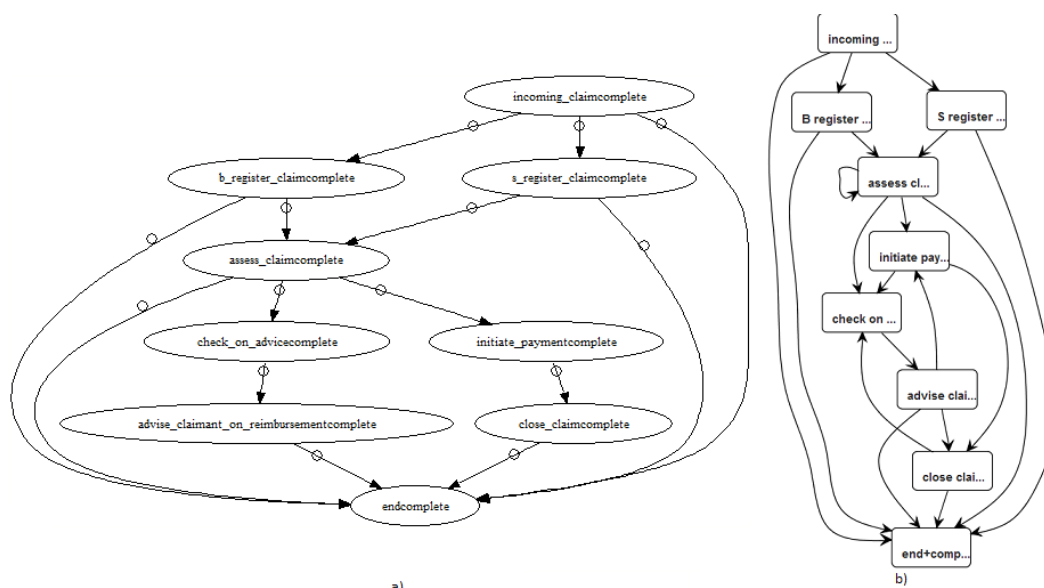 incoming_claimcomplete
b_register_claimcomplete
s_register_claimcomplete
assess_claimcomplete
check_on_advicecomplete
initiate_paymentcomplete
advise_claimant_on_reimbursementcomplete
close_claimcomplete
endcomplete
a)
incoming ...
B register ...
S register ...
assess cl...
initiate pay...
check on ...
advise clai...
close clai...
end+comp...
b)